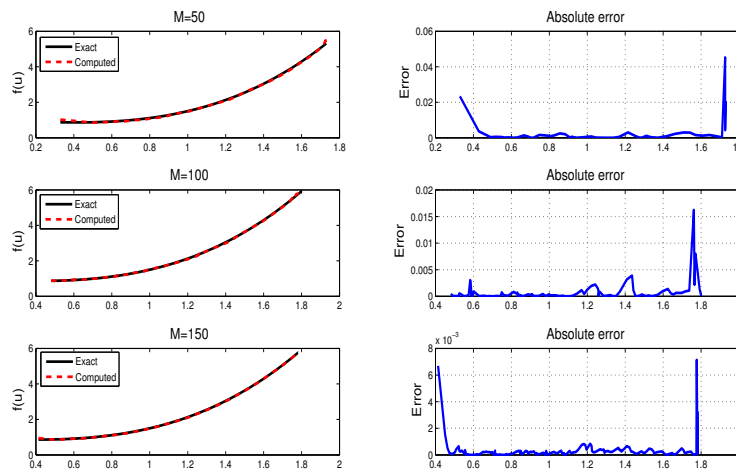 M=50
f(u)
6
4
2
0
Exact
Computed
0.2 0.4 0.6 0.8 1 1.2 1.4 1.6 1.8
Absolute error
Error
0.06
0.04
0.02
0
0.2 0.4 0.6 0.8 1 1.2 1.4 1.6 1.8
M=100
f(u)
6
4
2
0
Exact
Computed
0.4 0.6 0.8 1 1.2 1.4 1.6 1.8 2
Absolute error
Error
0.02
0.015
0.01
0.005
0
0.4 0.6 0.8 1 1.2 1.4 1.6 1.8 2
M=150
f(u)
6
4
2
0
Exact
Computed
0.4 0.6 0.8 1 1.2 1.4 1.6 1.8 2
Absolute error
x 10⁻³
Error
8
6
4
2
0
0.4 0.6 0.8 1 1.2 1.4 1.6 1.8 2